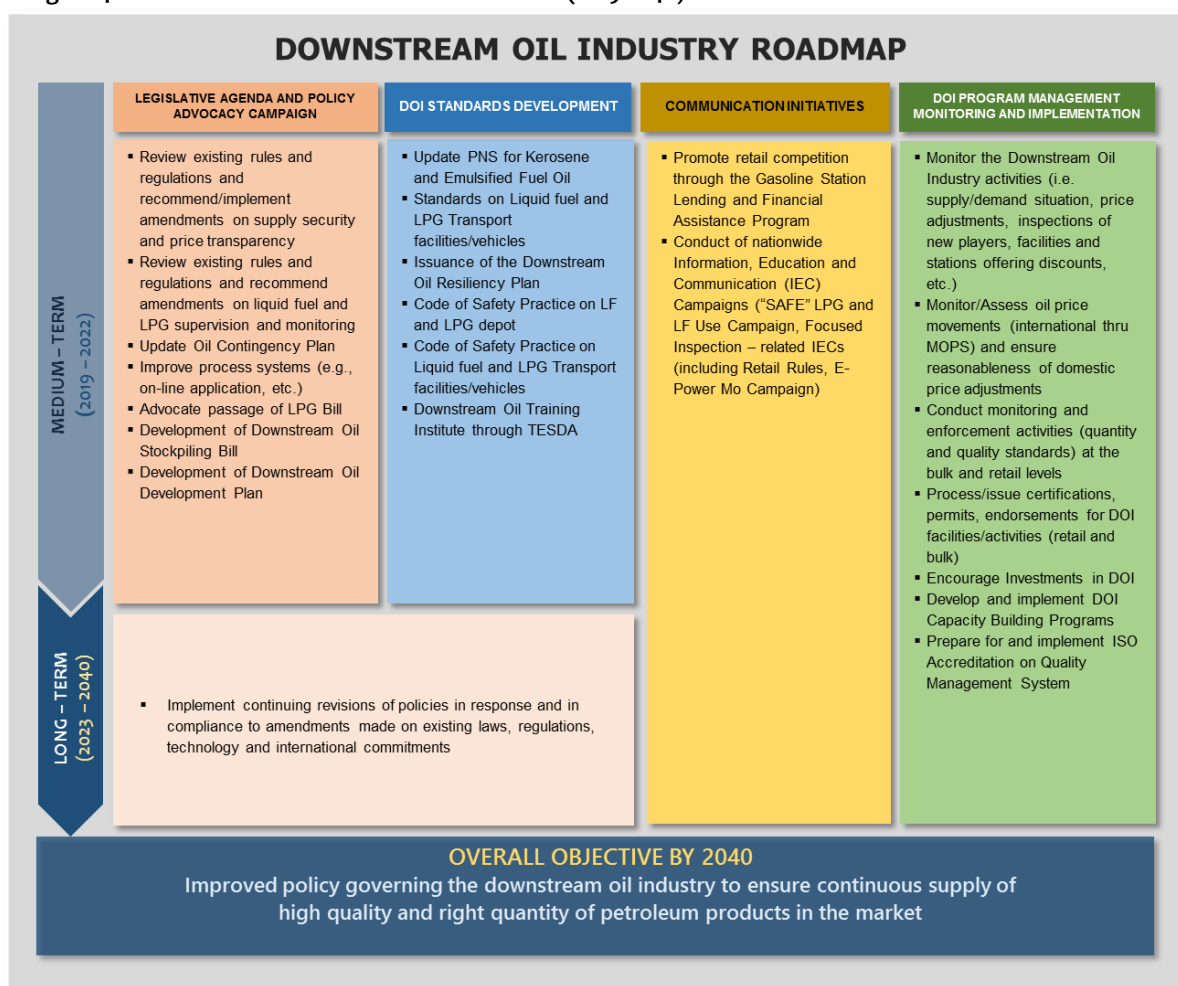 DOWNSTREAM OIL INDUSTRY ROADMAP
MEDIUM – TERM
(2019 – 2022)
LONG – TERM
(2023 – 2040)
LEGISLATIVE AGENDA AND POLICY
ADVOCACY CAMPAIGN
▪ Review existing rules and
regulations and
recommend/implement
amendments on supply security
and price transparency
▪ Review existing rules and
regulations and recommend
amendments on liquid fuel and
LPG supervision and monitoring
▪ Update Oil Contingency Plan
▪ Improve process systems (e.g.,
on-line application, etc.)
▪ Advocate passage of LPG Bill
▪ Development of Downstream Oil
Stockpiling Bill
▪ Development of Downstream Oil
Development Plan
DOI STANDARDS DEVELOPMENT
▪ Update PNS for Kerosene
and Emulsified Fuel Oil
▪ Standards on Liquid fuel and
LPG Transport
facilities/vehicles
▪ Issuance of the Downstream
Oil Resiliency Plan
▪ Code of Safety Practice on LF
and LPG depot
▪ Code of Safety Practice on
Liquid fuel and LPG Transport
facilities/vehicles
▪ Downstream Oil Training
Institute through TESDA
▪ Implement continuing revisions of policies in response and in
compliance to amendments made on existing laws, regulations,
technology and international commitments
COMMUNICATION INITIATIVES
▪ Promote retail competition
through the Gasoline Station
Lending and Financial
Assistance Program
▪ Conduct of nationwide
Information, Education and
Communication (IEC)
Campaigns (“SAFE” LPG and
LF Use Campaign, Focused
Inspection – related IECs
(including Retail Rules, E-
Power Mo Campaign)
DOI PROGRAM MANAGEMENT
MONITORING AND IMPLEMENTATION
▪ Monitor the Downstream Oil
Industry activities (i.e.
supply/demand situation, price
adjustments, inspections of
new players, facilities and
stations offering discounts,
etc.)
▪ Monitor/Assess oil price
movements (international thru
MOPS) and ensure
reasonableness of domestic
price adjustments
▪ Conduct monitoring and
enforcement activities (quantity
and quality standards) at the
bulk and retail levels
▪ Process/issue certifications,
permits, endorsements for DOI
facilities/activities (retail and
bulk)
▪ Encourage Investments in DOI
▪ Develop and implement DOI
Capacity Building Programs
▪ Prepare for and implement ISO
Accreditation on Quality
Management System
OVERALL OBJECTIVE BY 2040
Improved policy governing the downstream oil industry to ensure continuous supply of
high quality and right quantity of petroleum products in the market